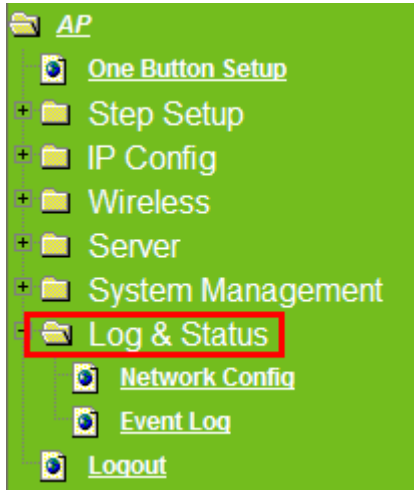 AP
One Button Setup
Step Setup
IP Config
Wireless
Server
System Management
Log & Status
Network Config
Event Log
Logout